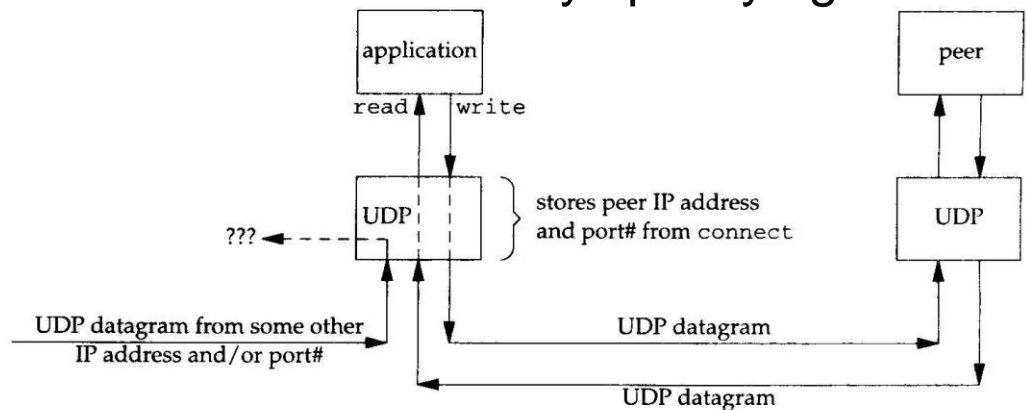 application
peer
read
write
UDP
stores peer IP address
and port# from connect
UDP
???
UDP datagram from some other
IP address and/or port#
UDP datagram
UDP datagram